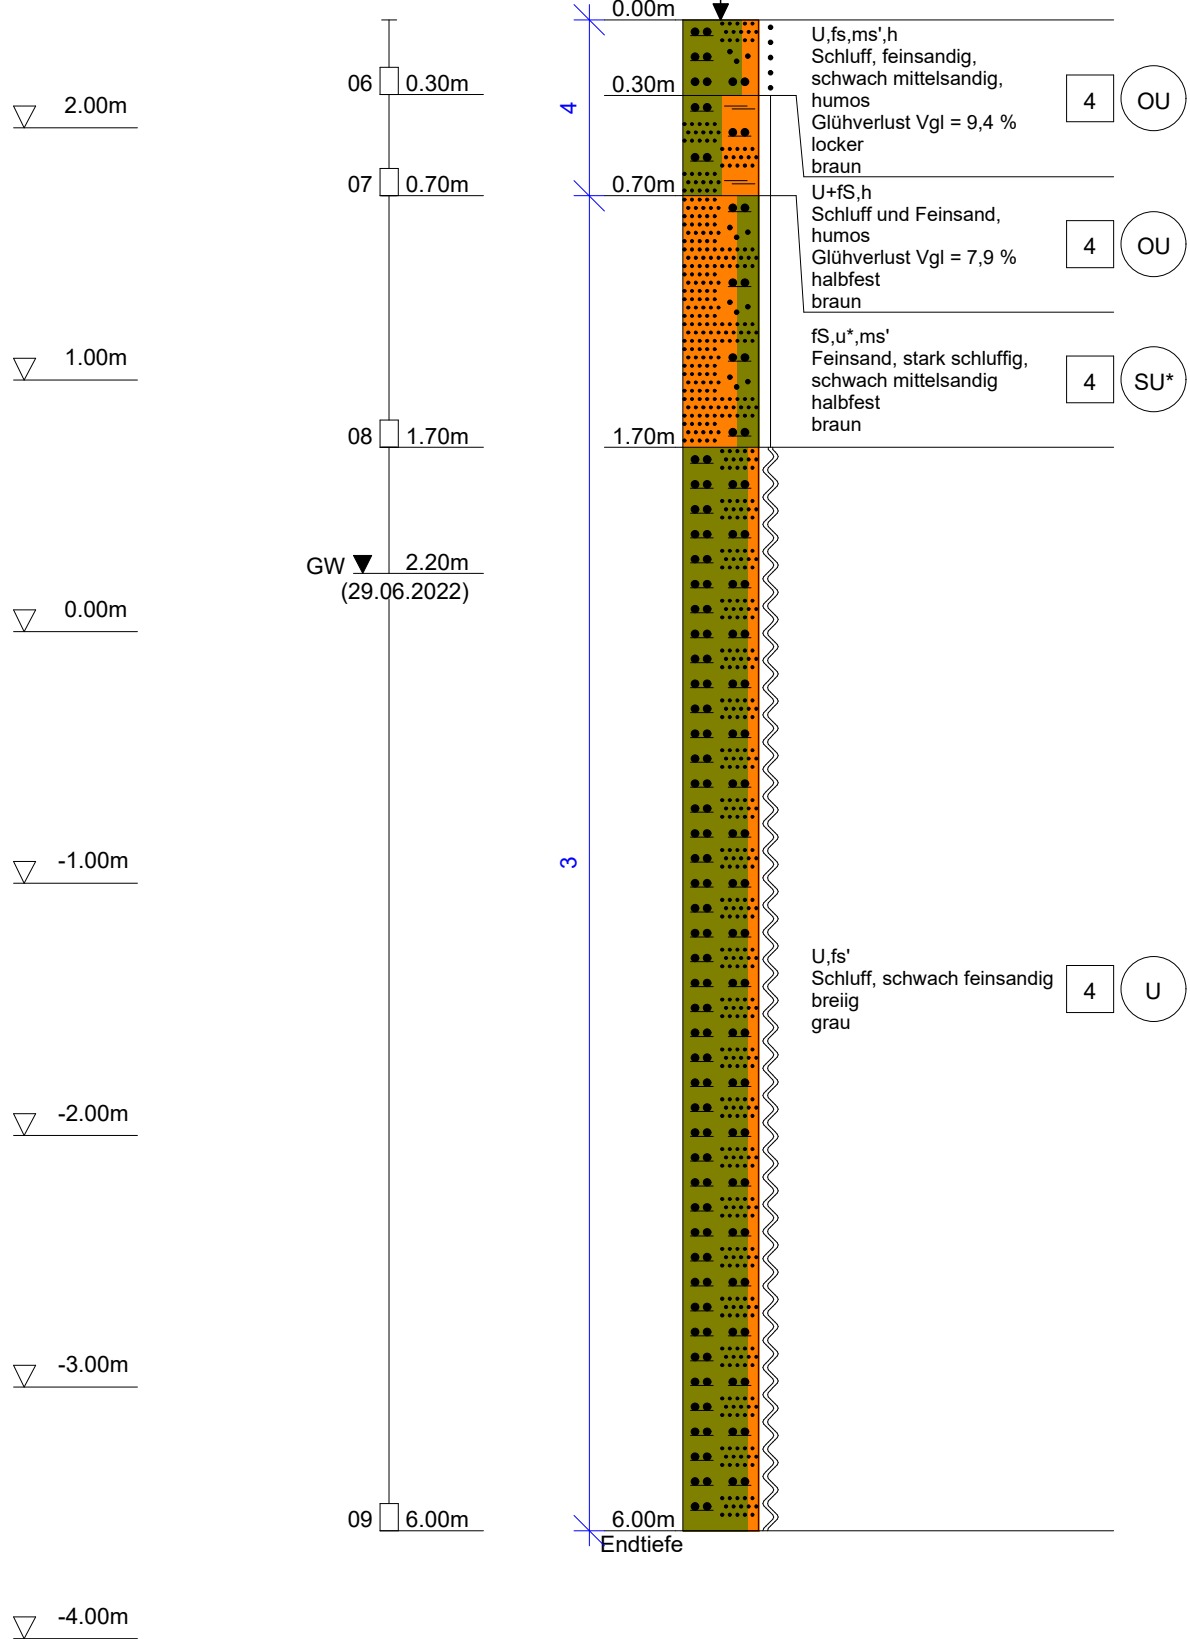 2.00m
1.00m
0.00m
-1.00m
-2.00m
-3.00m
-4.00m
06 0.30m
07 0.70m
08 1.70m
GW 2.20m
(29.06.2022)
09 6.00m
4
3
0.00m
0.30m
0.70m
1.70m
6.00m
Endtiefe
U,fs,ms',h
Schluff, feinsandig,
schwach mittelsandig,
humos
Glühverlust Vgl = 9,4 %
locker
braun
4 OU
U+fS,h
Schluff und Feinsand,
humos
Glühverlust Vgl = 7,9 %
halbfest
braun
4 OU
fS,u*,ms'
Feinsand, stark schluffig,
schwach mittelsandig
halbfest
braun
4 SU*
U,fs'
Schluff, schwach feinsandig
breiig
grau
4 U